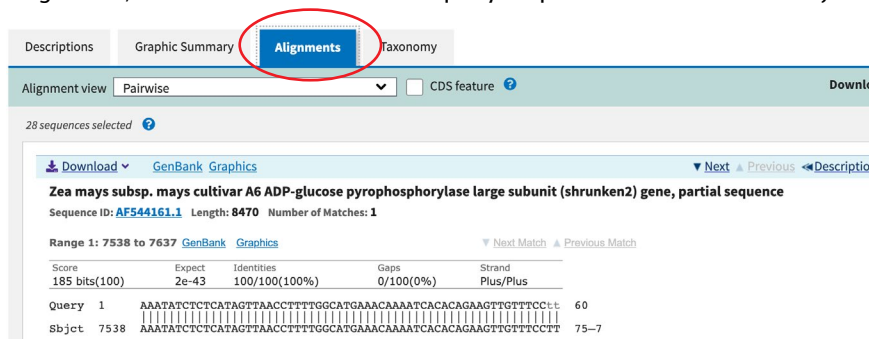 Descriptions Graphic Summary Alignments Taxonomy
Alignment view Pairwise CDS feature ? Downlo
28 sequences selected ?
Download GenBank Graphics Next Previous Descriptio
Zea mays subsp. mays cultivar A6 ADP-glucose pyrophosphorylase large subunit (shrunken2) gene, partial sequence
Sequence ID: AF544161.1 Length: 8470 Number of Matches: 1
Range 1: 7538 to 7637 GenBank Graphics Next Match Previous Match
Score Expect Identities Gaps Strand
185 bits(100) 2e-43 100/100(100%) 0/100(0%) Plus/Plus
Query 1 AAATATCTCTCATAGTTAACCTTTTGGCATGAAACAAAATCACACAGAAGTTGTTTCCtt 60
Sbjct 7538 AAATATCTCTCATAGTTAACCTTTTGGCATGAAACAAAATCACACAGAAGTTGTTTCCTT 75—7